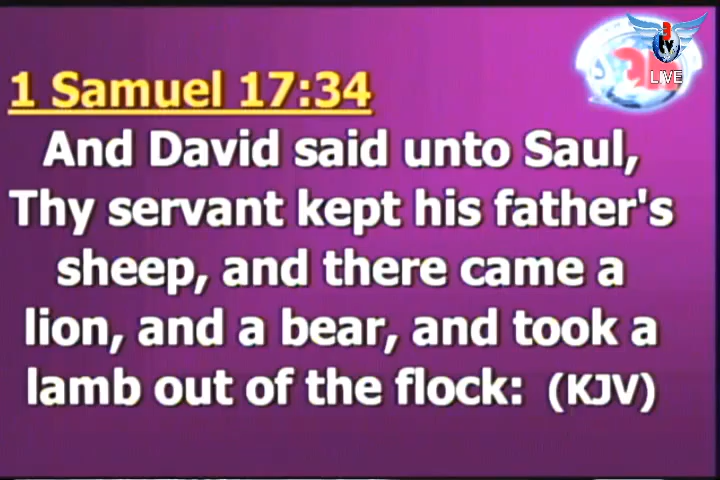 1 Samuel 17:34
And David said unto Saul,
Thy servant kept his father's
sheep, and there came a
lion, and a bear, and took a
lamb out of the flock: (KJV)
LIVE